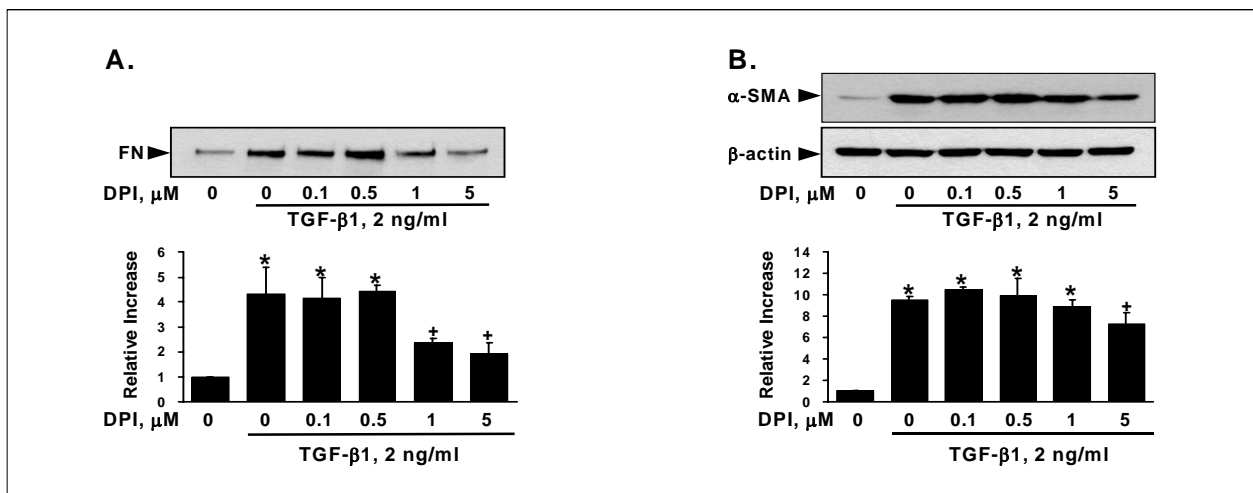 A.
FN
DPI, μM 0 0 0.1 0.5 1 5
TGF-β1, 2 ng/ml
Relative Increase
6
5
4
3
2
1
0
* * * + +
DPI, μM 0 0 0.1 0.5 1 5
TGF-β1, 2 ng/ml
B.
α-SMA
β-actin
DPI, μM 0 0 0.1 0.5 1 5
TGF-β1, 2 ng/ml
Relative Increase
14
12
10
8
6
4
2
0
* * * * +
DPI, μM 0 0 0.1 0.5 1 5
TGF-β1, 2 ng/ml